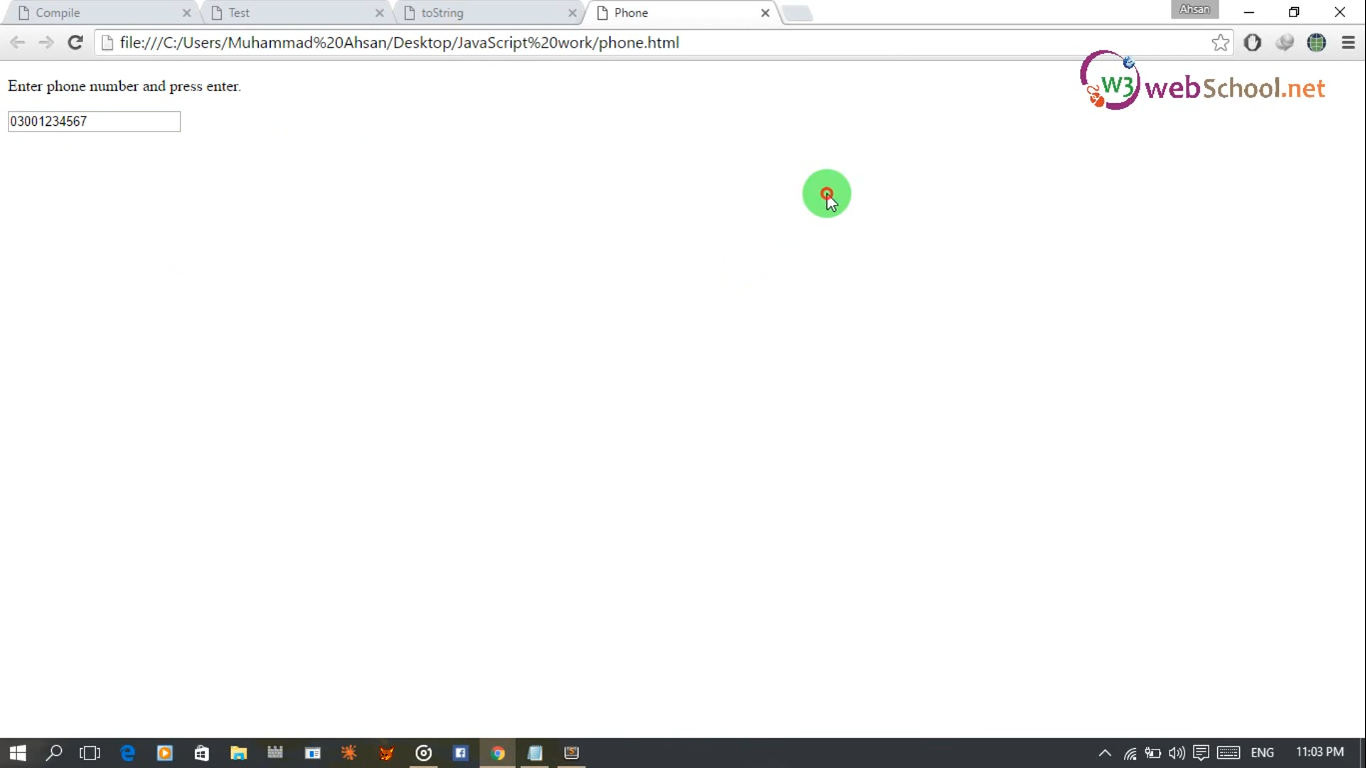 Compile
Test
toString
Phone
Ahsan
file:///C:/Users/Muhammad%20Ahsan/Desktop/JavaScript%20work/phone.html
Enter phone number and press enter.
W3 webSchool.net
03001234567
ENG
11:03 PM